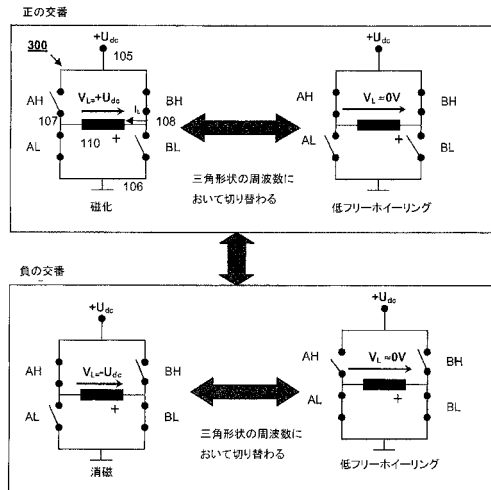 正の交番
300
+Udc
105
AH
VL=+Udc
BH
IL
107
108
AL
110
+
BL
106
磁化
三角形状の周波数に
おいて切り替わる
+Udc
AH
VL≈0V
BH
AL
+
BL
低フリーホイーリング
負の交番
+Udc
AH
VL=-Udc
BH
AL
+
BL
消磁
三角形状の周波数に
おいて切り替わる
+Udc
AH
VL≈0V
BH
AL
+
BL
低フリーホイーリング